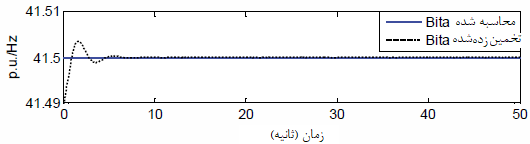 41.51
Bita محاسبه شده
Bita تخمین‌زده‌شده
p.u./Hz
41.5
41.49
0 10 20 30 40 50
زمان (ثانیه)